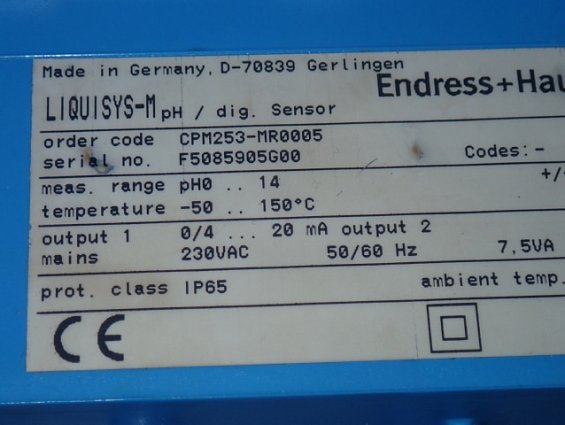 Made in Germany, D-70839 Gerlingen
Endress+Hau
LIQUISYS-M pH / dig. Sensor
order code CPM253-MR0005
serial no. F5085905G00
Codes: -
meas. range pH0 .. 14
+/
temperature -50 .. 150°C
output 1 0/4 ... 20 mA output 2
mains 230VAC 50/60 Hz 7,5VA
prot. class IP65 ambient temp.
CE